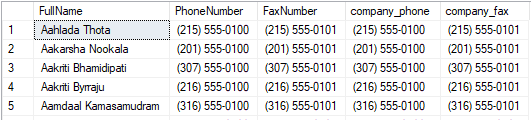 FullName PhoneNumber FaxNumber company_phone company_fax
1 Aahlada Thota (215) 555-0100 (215) 555-0101 (215) 555-0100 (215) 555-0101
2 Aakarsha Nookala (201) 555-0100 (201) 555-0101 (201) 555-0100 (201) 555-0101
3 Aakriti Bhamidipati (307) 555-0100 (307) 555-0101 (307) 555-0100 (307) 555-0101
4 Aakriti Byrraju (216) 555-0100 (216) 555-0101 (216) 555-0100 (216) 555-0101
5 Aamdaal Kamasamudram (316) 555-0100 (316) 555-0101 (316) 555-0100 (316) 555-0101